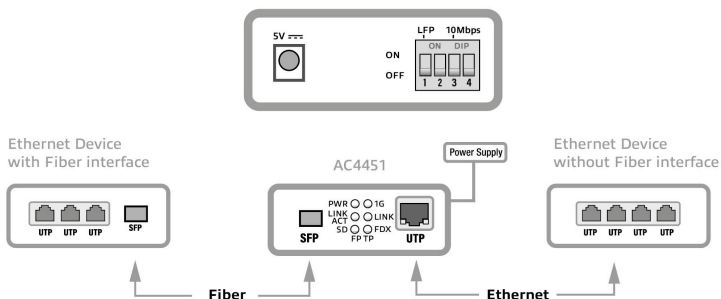 LFP 10Mbps
5V
ON DIP
ON
OFF
1 2 3 4
Ethernet Device
with Fiber interface
AC4451
Power Supply
Ethernet Device
without Fiber interface
UTP UTP UTP SFP
PWR 1G
LINK
ACT LINK
SD FDX
FP TP
SFP
UTP
UTP UTP UTP UTP
Fiber
Ethernet